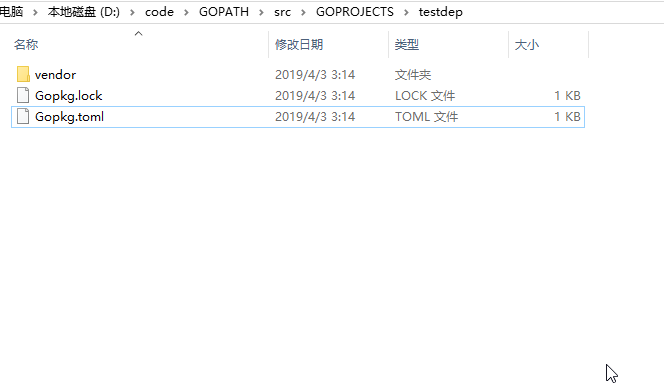 电脑 > 本地磁盘 (D:) > code > GOPATH > src > GOPROJECTS > testdep
名称 修改日期 类型 大小
vendor 2019/4/3 3:14 文件夹
Gopkg.lock 2019/4/3 3:14 LOCK 文件 1 KB
Gopkg.toml 2019/4/3 3:14 TOML 文件 1 KB